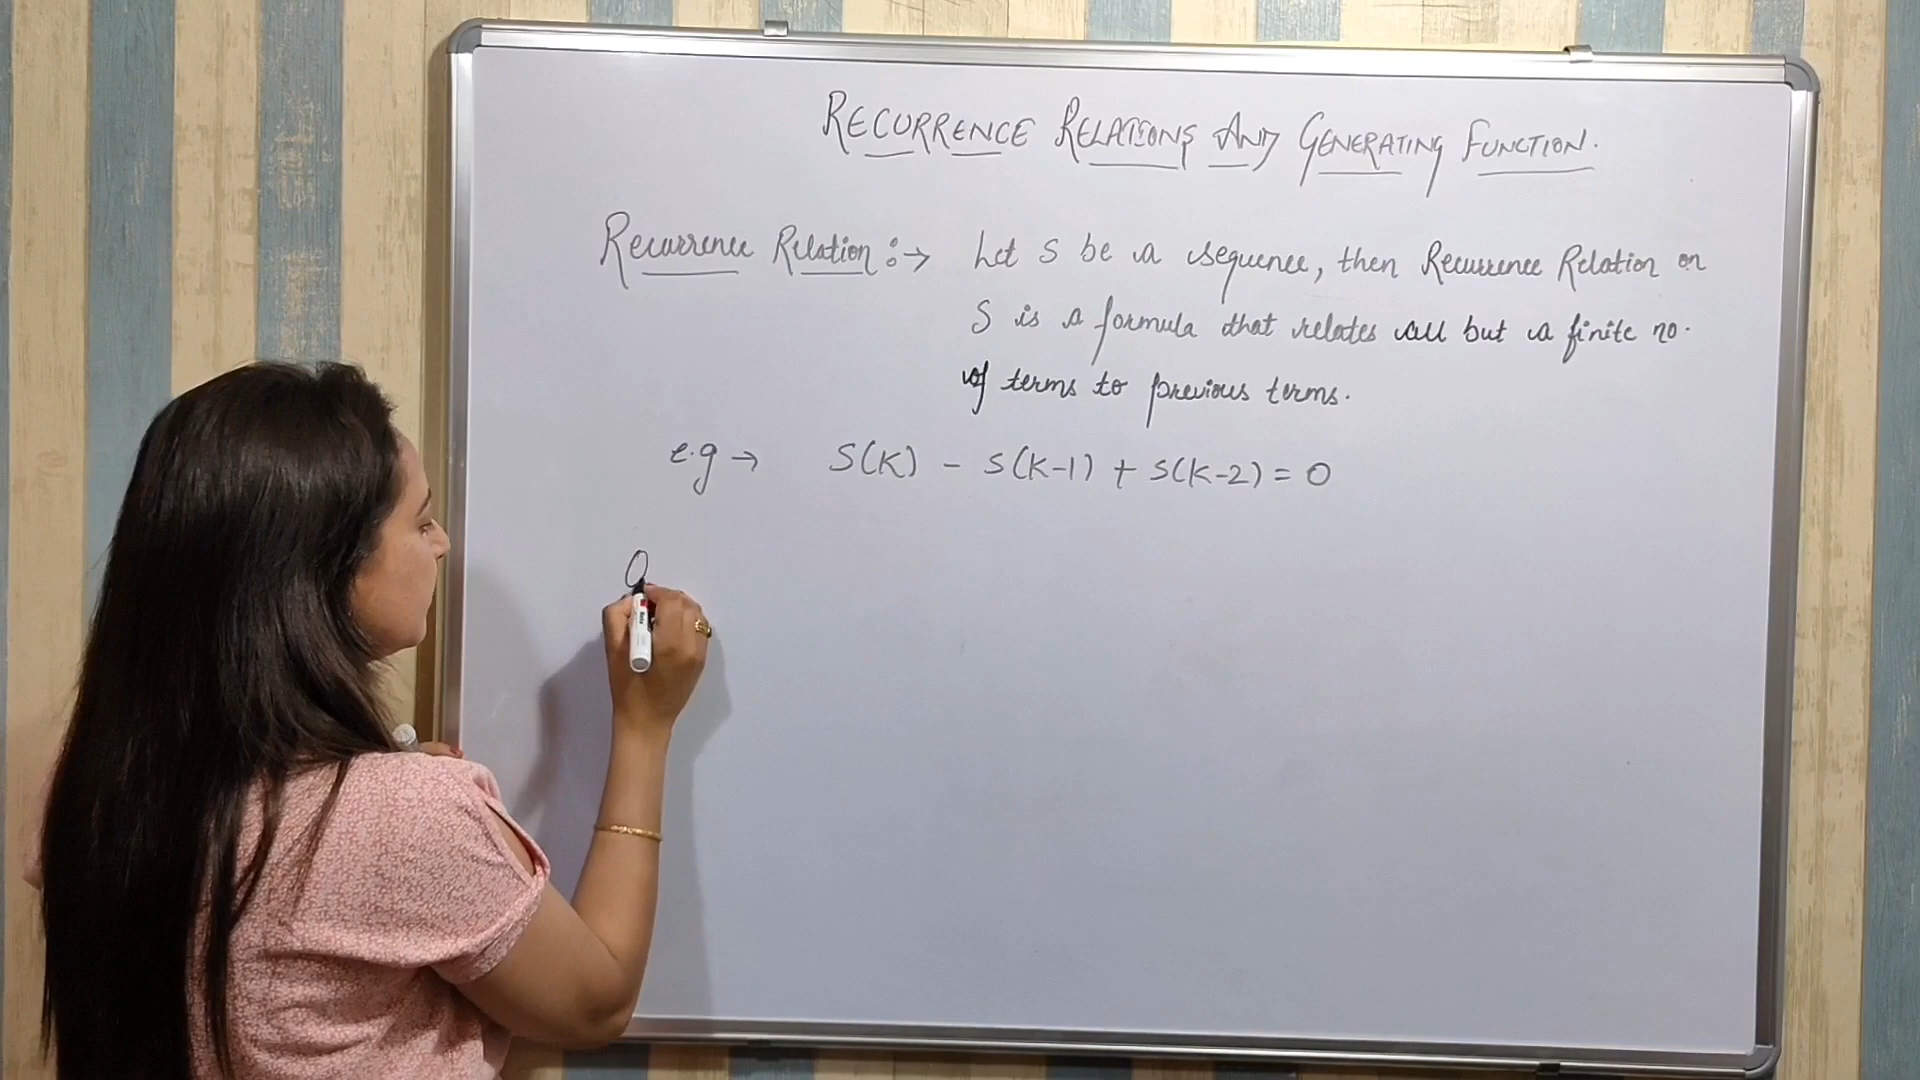 RECURRENCE RELATIONS AND GENERATING FUNCTION.
Recurrence Relation :→ Let S be a sequence, then Recurrence Relation on
S is a formula that relates all but a finite no.
of terms to previous terms.
e.g → S(K) - S(K-1) + S(K-2) = 0
O